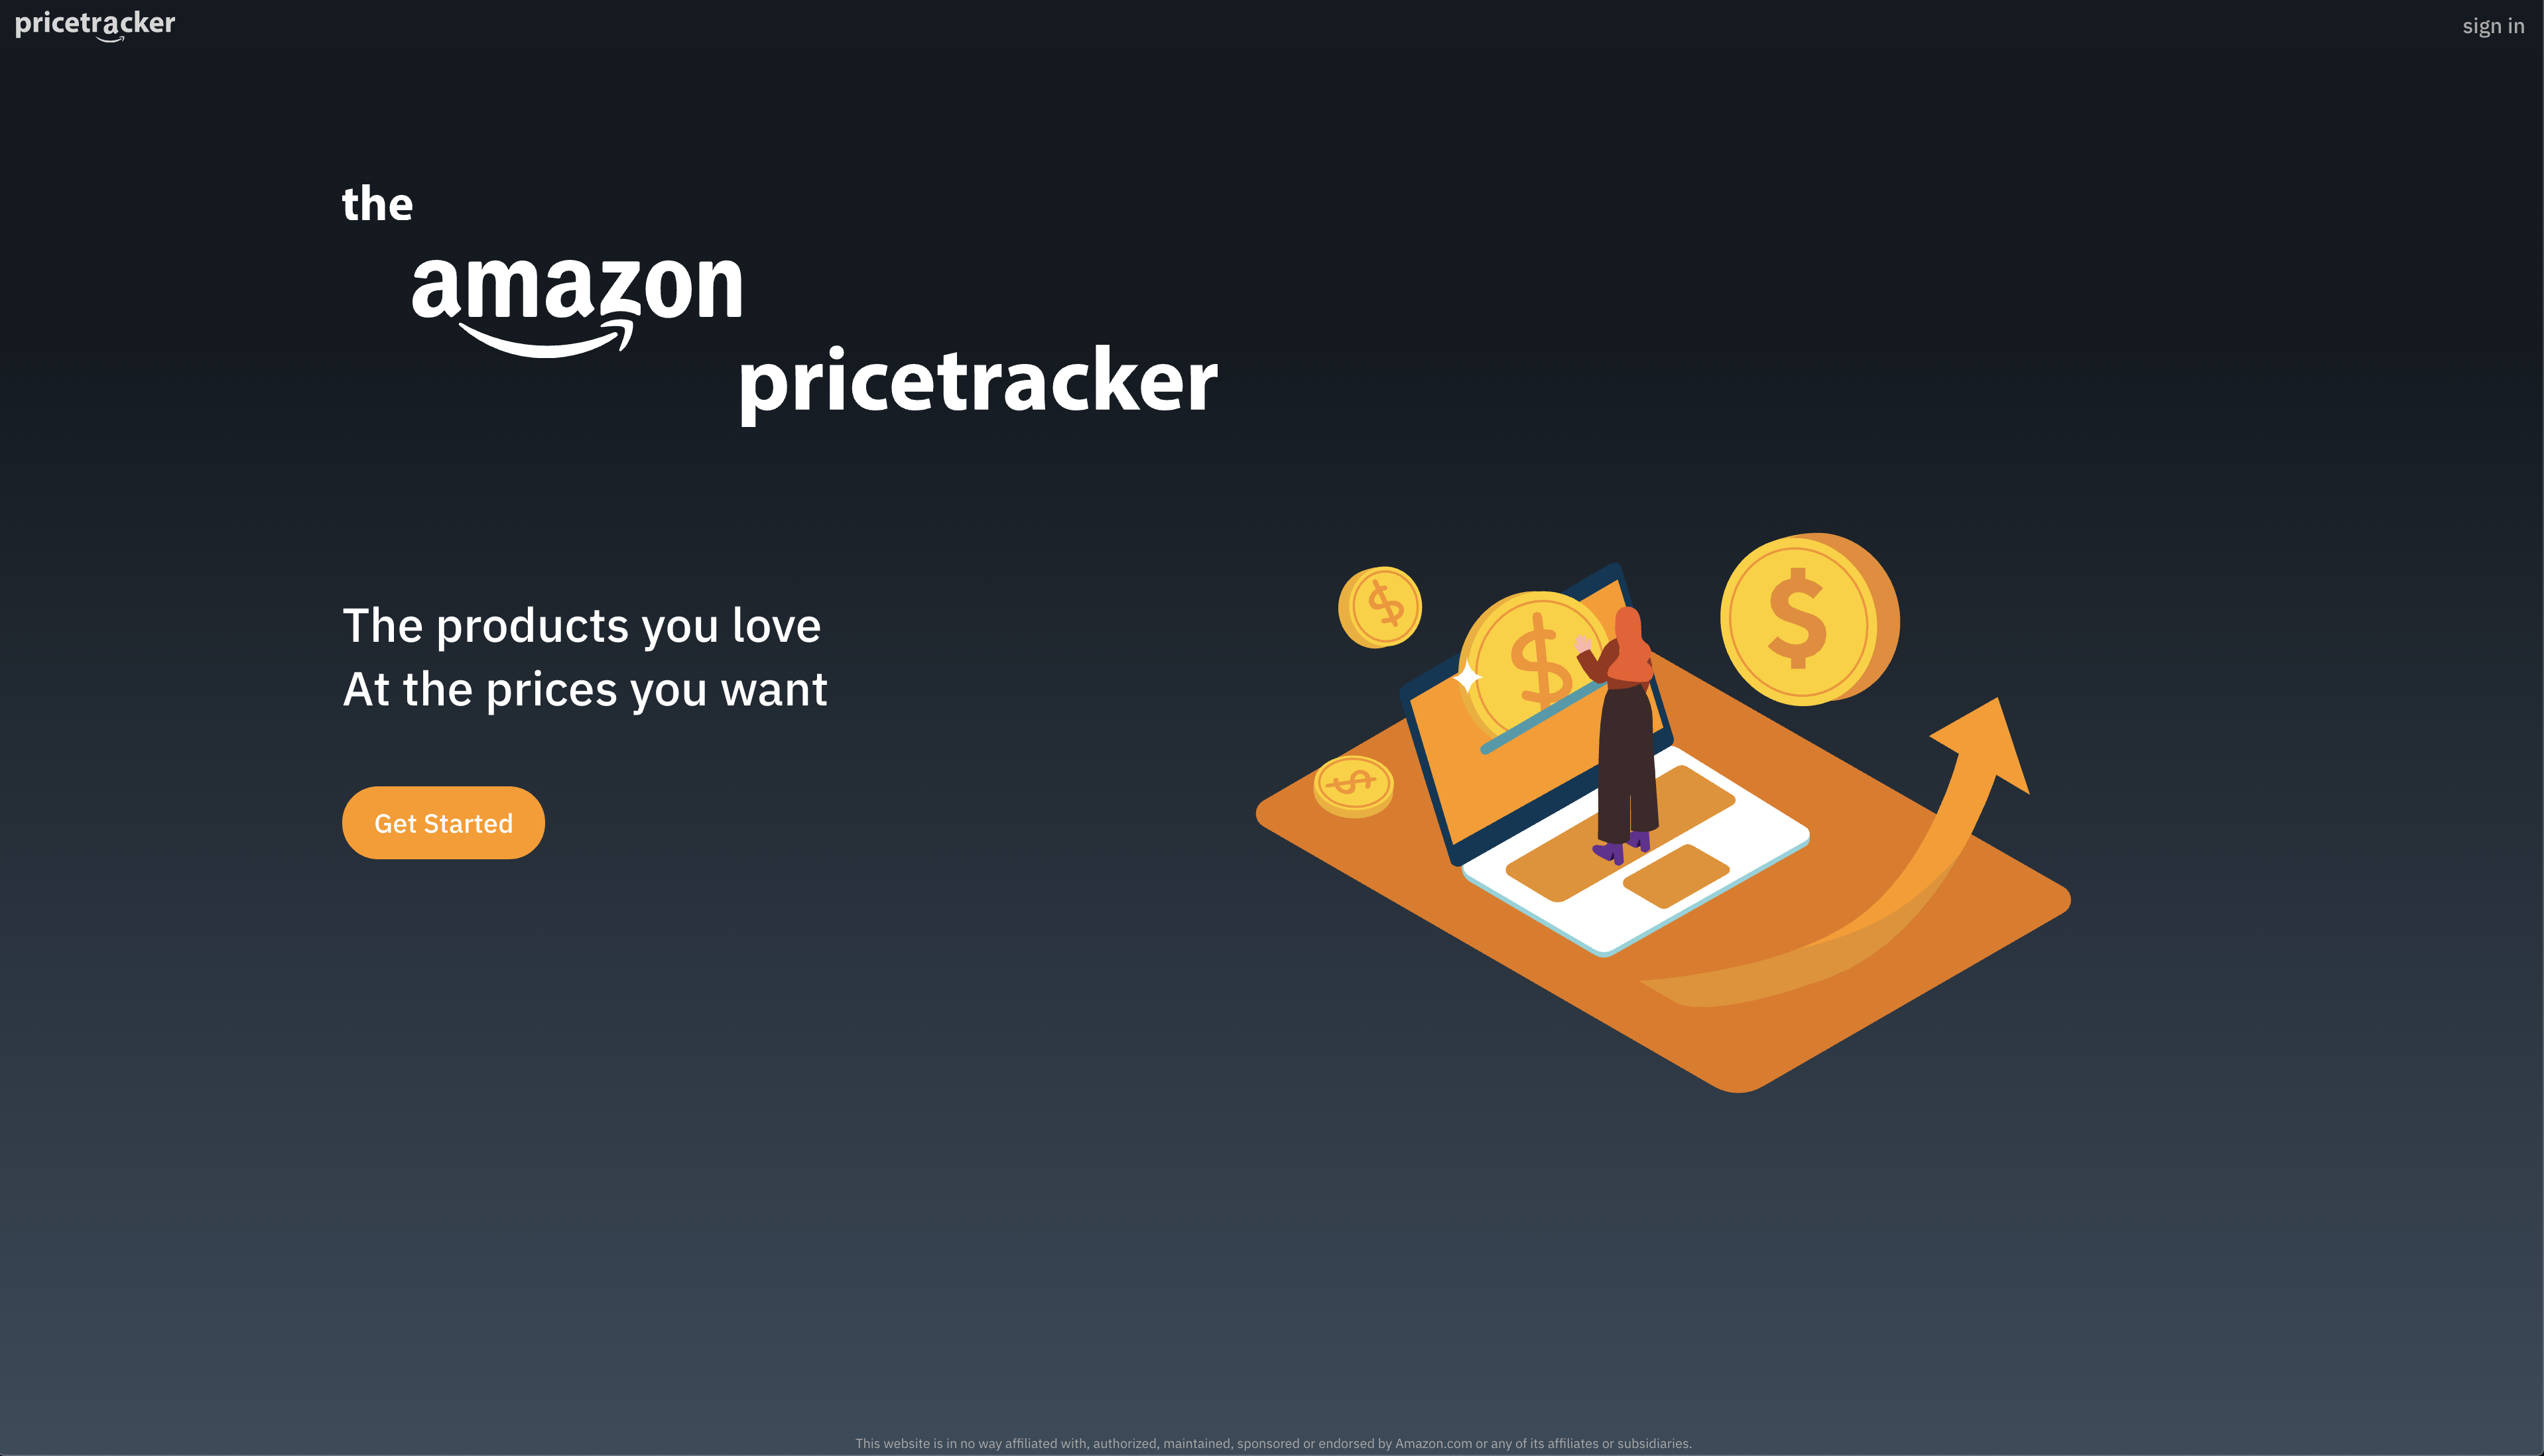 pricetracker
sign in
the
amazon
pricetracker
The products you love
At the prices you want
Get Started
$
$
$
$
This website is in no way affiliated with, authorized, maintained, sponsored or endorsed by Amazon.com or any of its affiliates or subsidiaries.